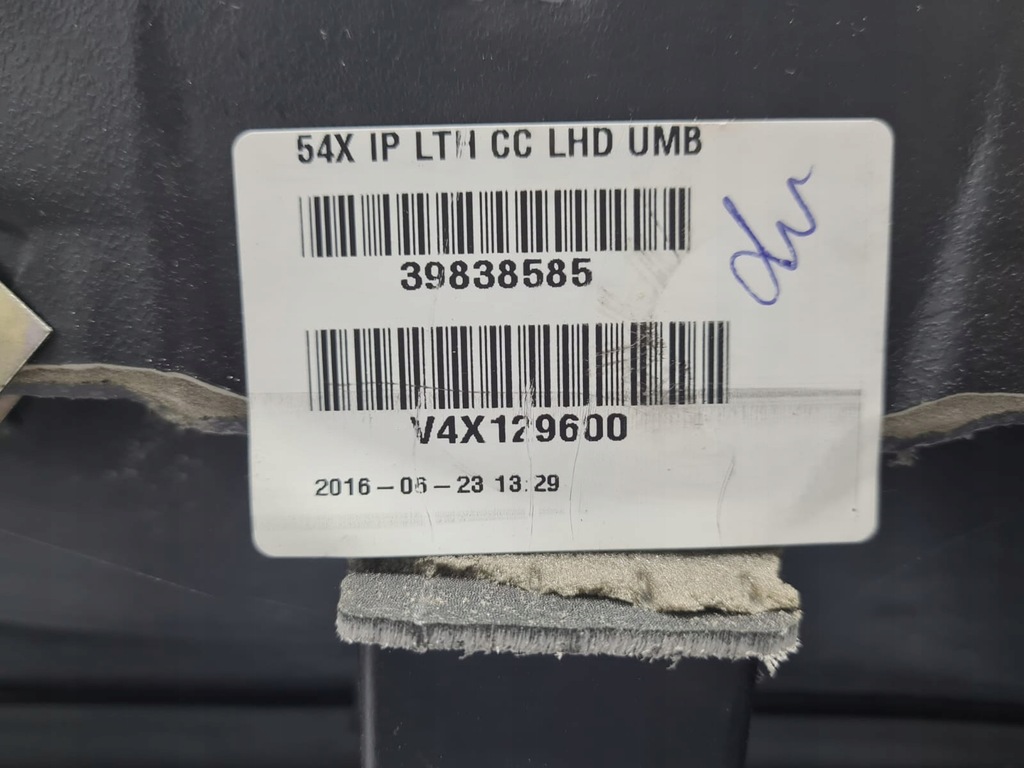 54X IP LTH CC LHD UMB
39838585
V4X129600
2016-06-23 13:29